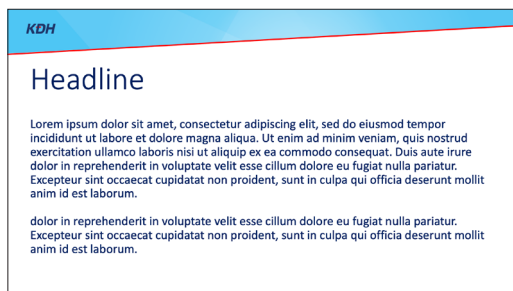 KDH
Headline
Lorem ipsum dolor sit amet, consectetur adipiscing elit, sed do eiusmod tempor
incididunt ut labore et dolore magna aliqua. Ut enim ad minim veniam, quis nostrud
exercitation ullamco laboris nisi ut aliquip ex ea commodo consequat. Duis aute irure
dolor in reprehenderit in voluptate velit esse cillum dolore eu fugiat nulla pariatur.
Excepteur sint occaecat cupidatat non proident, sunt in culpa qui officia deserunt mollit
anim id est laborum.
dolor in reprehenderit in voluptate velit esse cillum dolore eu fugiat nulla pariatur.
Excepteur sint occaecat cupidatat non proident, sunt in culpa qui officia deserunt mollit
anim id est laborum.